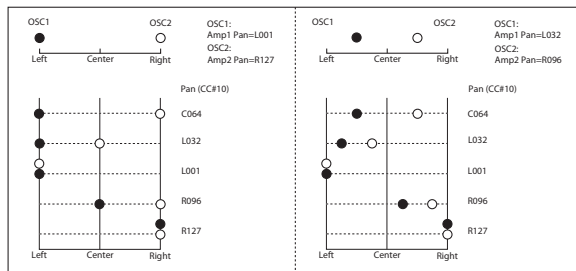 OSC1 OSC2
OSC1:
Amp1 Pan=L001
OSC2:
Amp2 Pan=R127
Left Center Right
Pan (CC#10)
C064
L032
L001
R096
R127
Left Center Right
OSC1 OSC2
OSC1:
Amp1 Pan=L032
OSC2:
Amp2 Pan=R096
Left Center Right
Pan (CC#10)
C064
L032
L001
R096
R127
Left Center Right